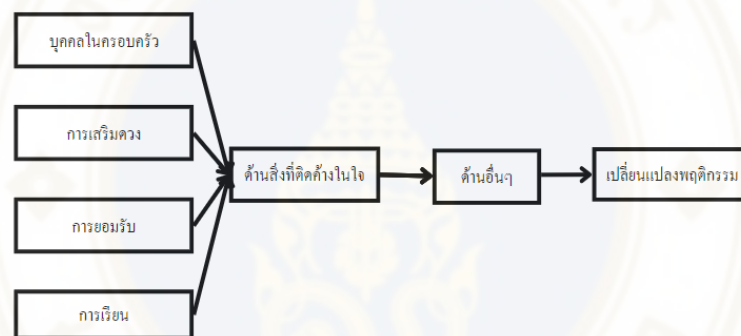 บุคคลในครอบครัว
การเสริมดวง
การยอมรับ
การเรียน
ด้านสิ่งที่ติดค้างในใจ
ด้านอื่นๆ
เปลี่ยนแปลงพฤติกรรม